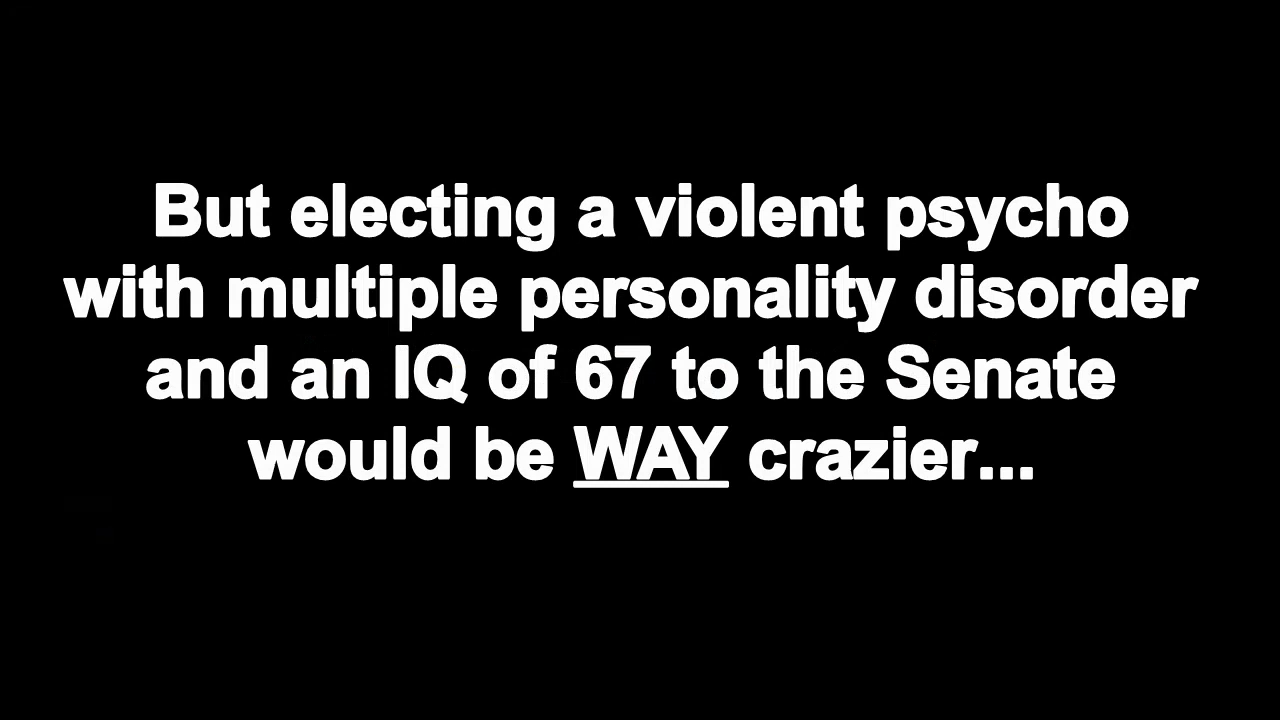 But electing a violent psycho
with multiple personality disorder
and an IQ of 67 to the Senate
would be WAY crazier...